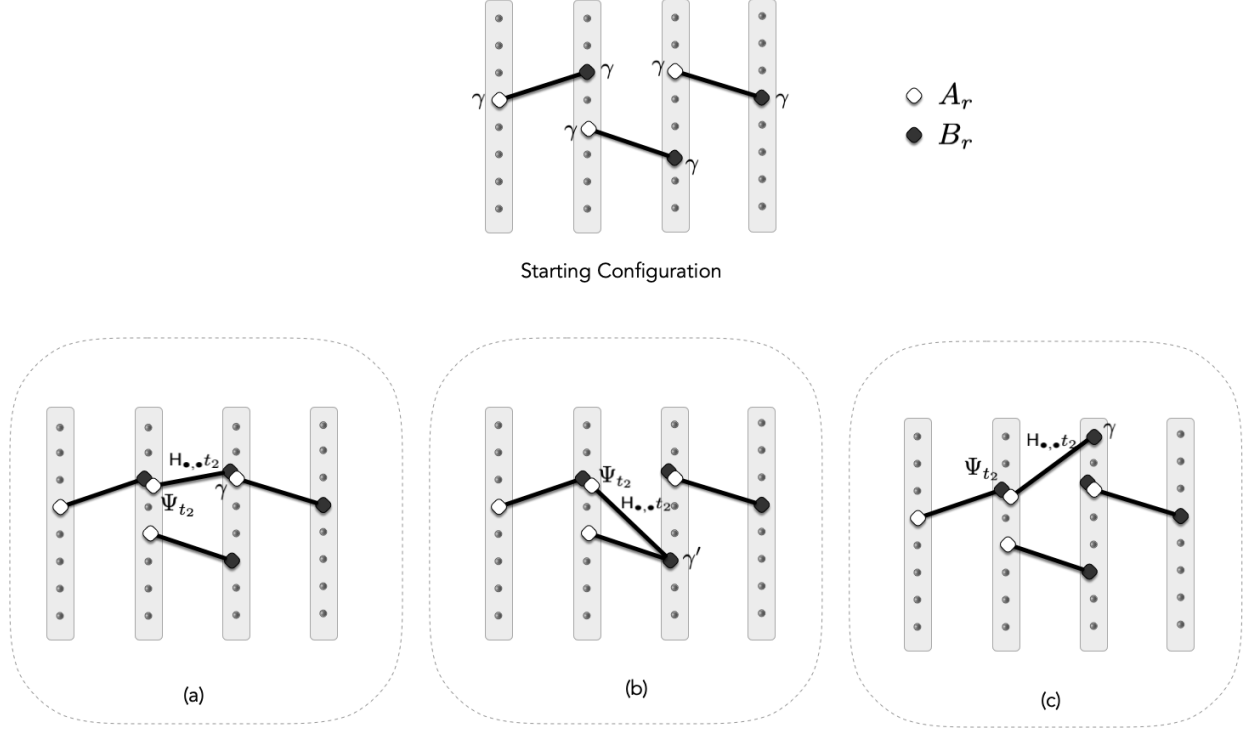 γ γ γ γ
γ γ
A_r
B_r
Starting Configuration
H_{•,•}t_2
γ
Ψ_{t_2}
(a)
Ψ_{t_2}
H_{•,•}t_2
γ′
(b)
H_{•,•}t_2 γ
Ψ_{t_2}
(c)